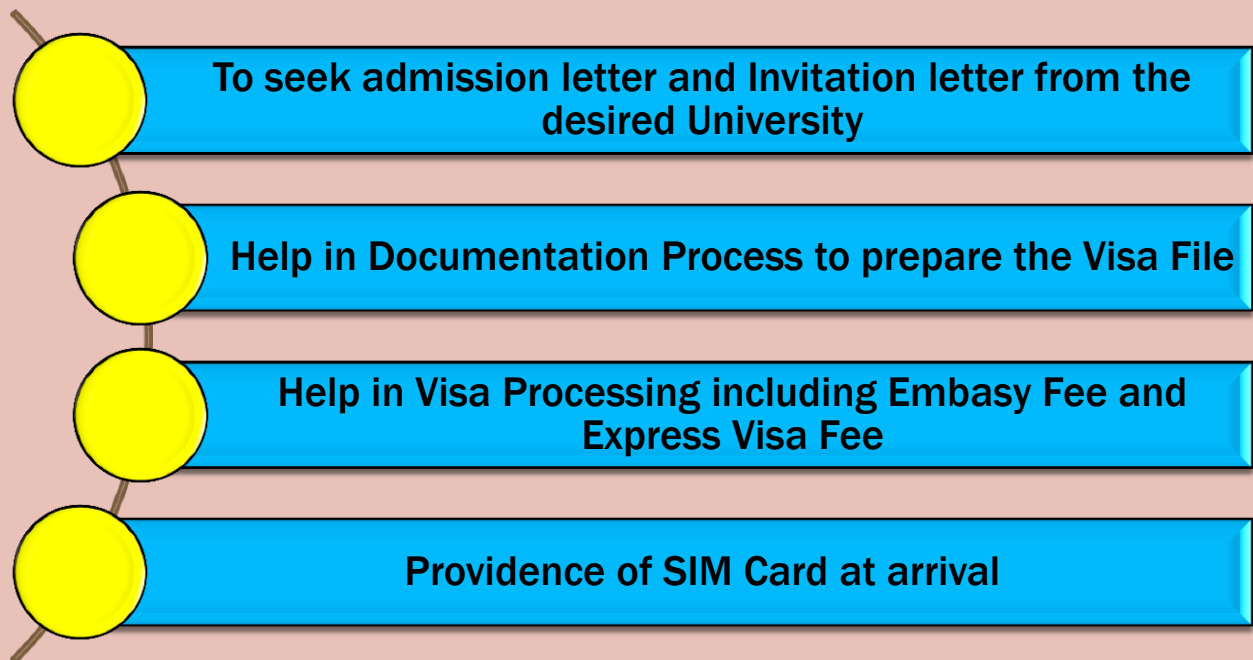 To seek admission letter and Invitation letter from the
desired University
Help in Documentation Process to prepare the Visa File
Help in Visa Processing including Embasy Fee and
Express Visa Fee
Providence of SIM Card at arrival